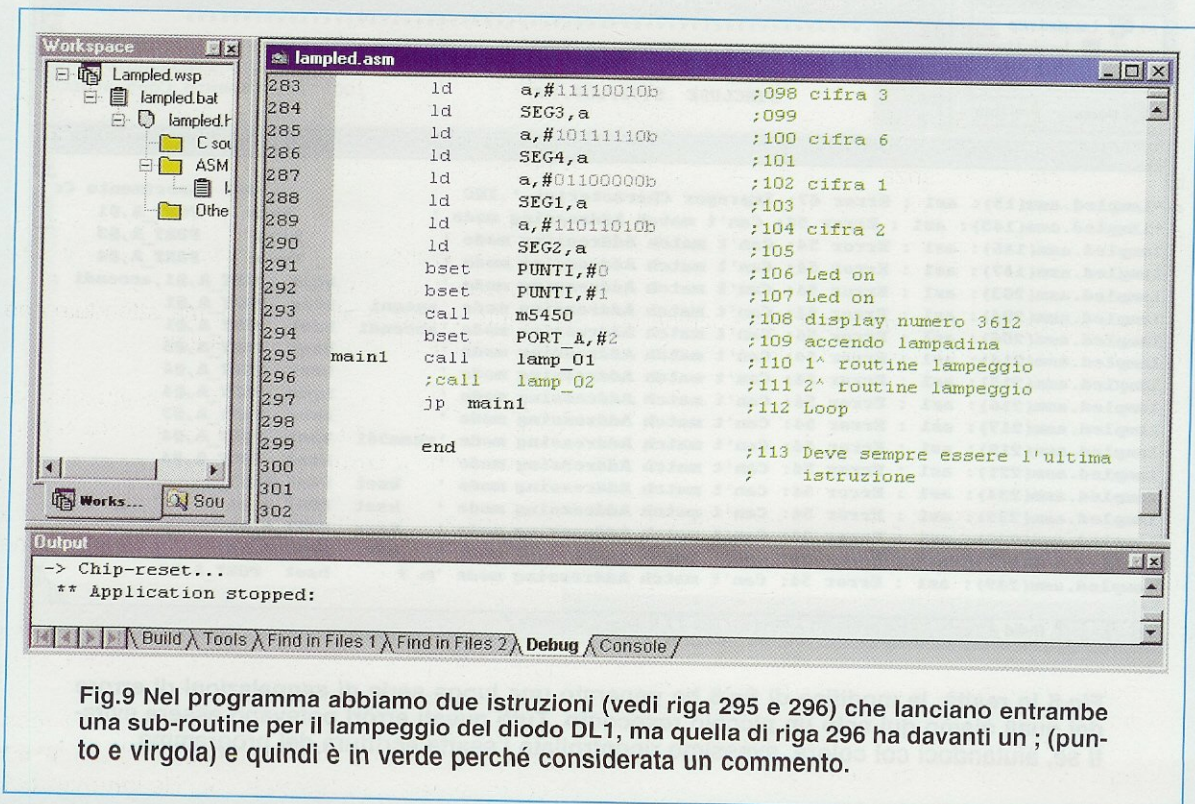 Workspace
Lampled.wsp
lampled.bat
lampled.h
C sou
ASM
Othe
Works... Sou
lampled.asm
283 ld a,#11110010b ;098 cifra 3
284 ld SEG3,a ;099
285 ld a,#10111110b ;100 cifra 6
286 ld SEG4,a ;101
287 ld a,#01100000b ;102 cifra 1
288 ld SEG1,a ;103
289 ld a,#11011010b ;104 cifra 2
290 ld SEG2,a ;105
291 bset PUNTI,#0 ;106 Led on
292 bset PUNTI,#1 ;107 Led on
293 call m5450 ;108 display numero 3612
294 bset PORT_A,#2 ;109 accendo lampadina
295 main1 call lamp_01 ;110 1^ routine lampeggio
296 ;call lamp_02 ;111 2^ routine lampeggio
297 jp main1 ;112 Loop
298
299 end ;113 Deve sempre essere l'ultima
300 ; istruzione
301
302
Output
-> Chip-reset...
** Application stopped:
Build Tools Find in Files 1 Find in Files 2 Debug Console
Fig.9 Nel programma abbiamo due istruzioni (vedi riga 295 e 296) che lanciano entrambe
una sub-routine per il lampeggio del diodo DL1, ma quella di riga 296 ha davanti un ; (pun-
to e virgola) e quindi è in verde perché considerata un commento.